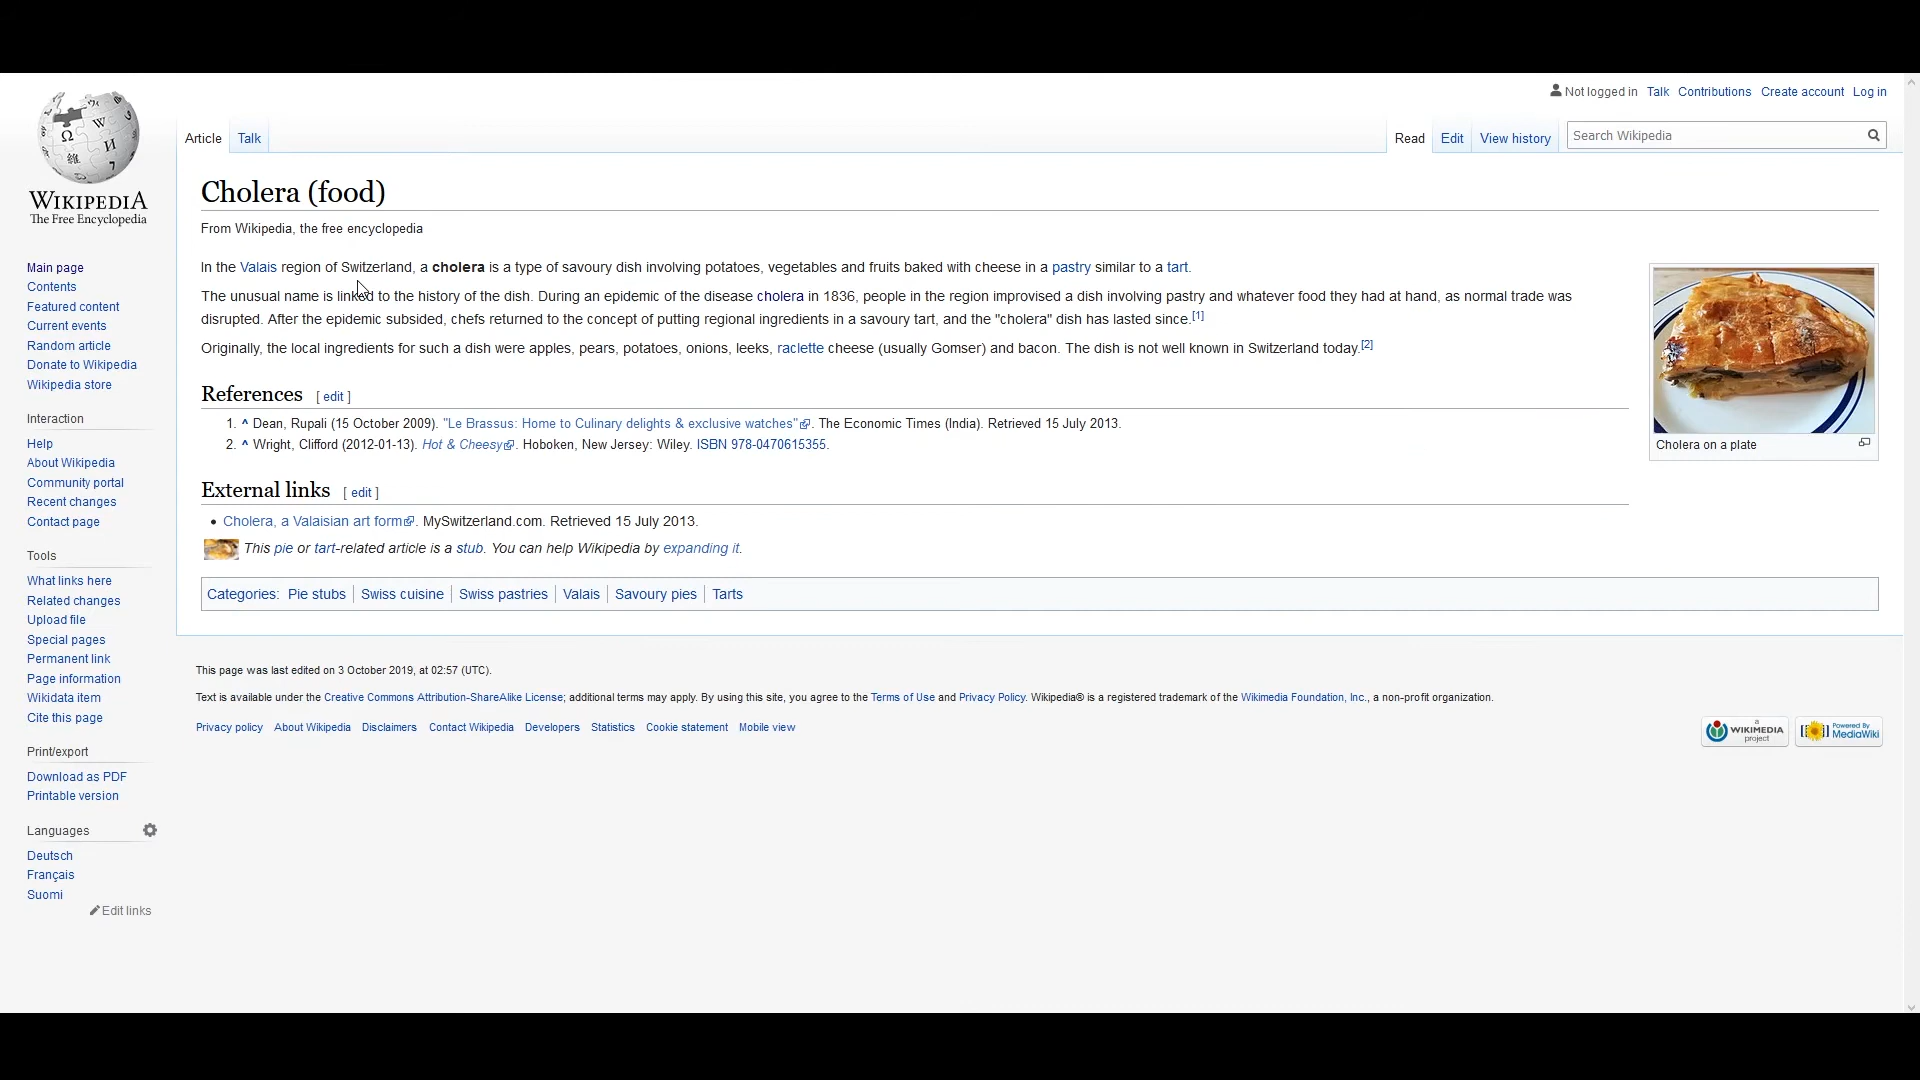 WIKIPEDIA
The Free Encyclopedia
Main page
Contents
Featured content
Current events
Random article
Donate to Wikipedia
Wikipedia store
Interaction
Help
About Wikipedia
Community portal
Recent changes
Contact page
Tools
What links here
Related changes
Upload file
Special pages
Permanent link
Page information
Wikidata item
Cite this page
Print/export
Download as PDF
Printable version
Languages
Deutsch
Français
Suomi
Edit links
Not logged in Talk Contributions Create account Log in
Article Talk Read Edit View history Search Wikipedia
Cholera (food)
From Wikipedia, the free encyclopedia
In the Valais region of Switzerland, a cholera is a type of savoury dish involving potatoes, vegetables and fruits baked with cheese in a pastry similar to a tart.
The unusual name is linked to the history of the dish. During an epidemic of the disease cholera in 1836, people in the region improvised a dish involving pastry and whatever food they had at hand, as normal trade was
disrupted. After the epidemic subsided, chefs returned to the concept of putting regional ingredients in a savoury tart, and the "cholera" dish has lasted since.[1]
Originally, the local ingredients for such a dish were apples, pears, potatoes, onions, leeks, raclette cheese (usually Gomser) and bacon. The dish is not well known in Switzerland today.[2]
Cholera on a plate
References [ edit ]
1. ^ Dean, Rupali (15 October 2009). "Le Brassus: Home to Culinary delights & exclusive watches". The Economic Times (India). Retrieved 15 July 2013.
2. ^ Wright, Clifford (2012-01-13). Hot & Cheesy. Hoboken, New Jersey: Wiley. ISBN 978-0470615355.
External links [ edit ]
• Cholera, a Valaisian art form. MySwitzerland.com. Retrieved 15 July 2013.
This pie or tart-related article is a stub. You can help Wikipedia by expanding it.
Categories: Pie stubs | Swiss cuisine | Swiss pastries | Valais | Savoury pies | Tarts
This page was last edited on 3 October 2019, at 02:57 (UTC).
Text is available under the Creative Commons Attribution-ShareAlike License; additional terms may apply. By using this site, you agree to the Terms of Use and Privacy Policy. Wikipedia® is a registered trademark of the Wikimedia Foundation, Inc., a non-profit organization.
Privacy policy About Wikipedia Disclaimers Contact Wikipedia Developers Statistics Cookie statement Mobile view
a
WIKIMEDIA
project
Powered By
MediaWiki